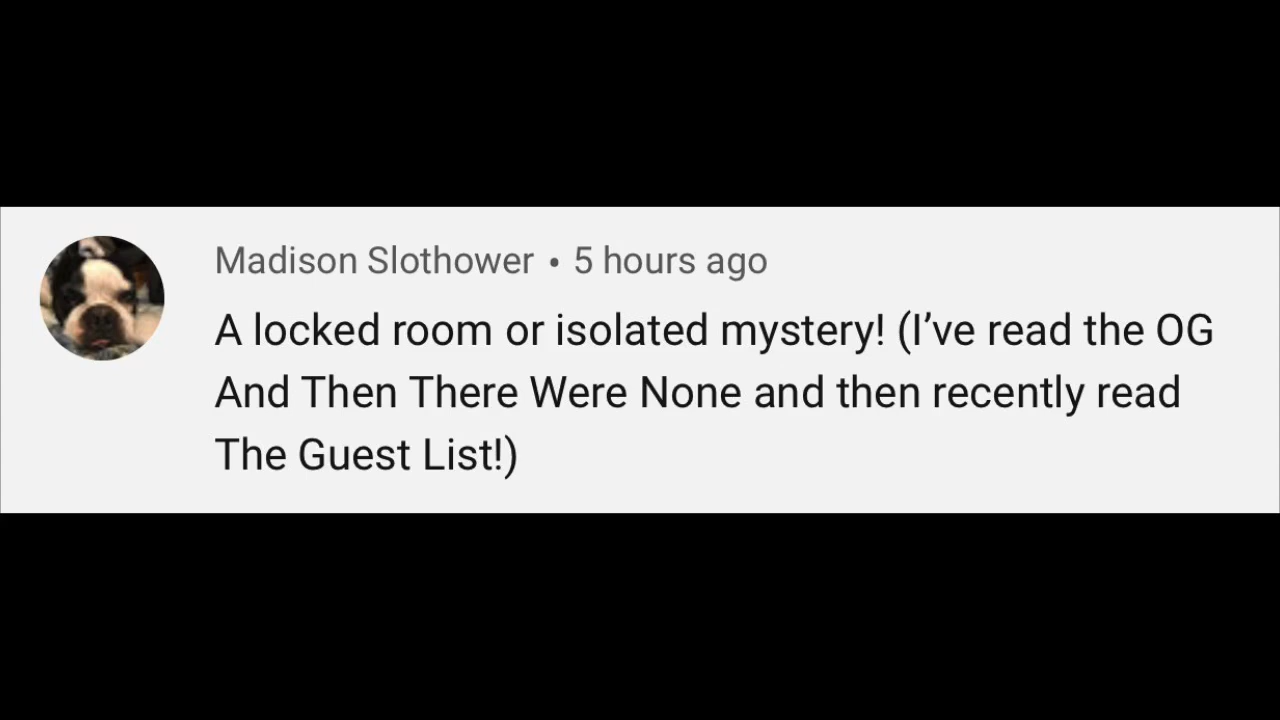 Madison Slothower • 5 hours ago
A locked room or isolated mystery! (I’ve read the OG
And Then There Were None and then recently read
The Guest List!)